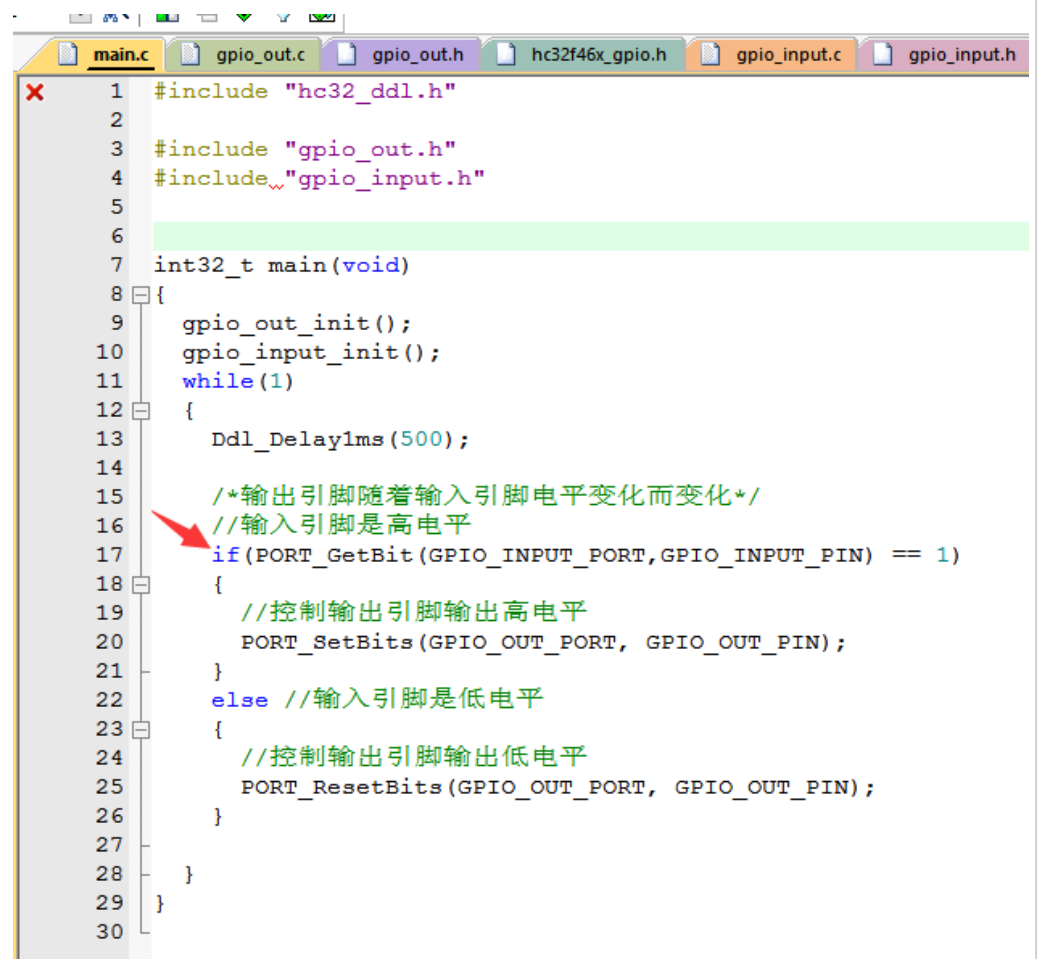 main.c gpio_out.c gpio_out.h hc32f46x_gpio.h gpio_input.c gpio_input.h
1 #include "hc32_ddl.h"
2
3 #include "gpio_out.h"
4 #include "gpio_input.h"
5
6
7 int32_t main(void)
8 {
9 gpio_out_init();
10 gpio_input_init();
11 while(1)
12 {
13 Ddl_Delay1ms(500);
14
15 /*输出引脚随着输入引脚电平变化而变化*/
16 //输入引脚是高电平
17 if(PORT_GetBit(GPIO_INPUT_PORT,GPIO_INPUT_PIN) == 1)
18 {
19 //控制输出引脚输出高电平
20 PORT_SetBits(GPIO_OUT_PORT, GPIO_OUT_PIN);
21 }
22 else //输入引脚是低电平
23 {
24 //控制输出引脚输出低电平
25 PORT_ResetBits(GPIO_OUT_PORT, GPIO_OUT_PIN);
26 }
27
28 }
29 }
30